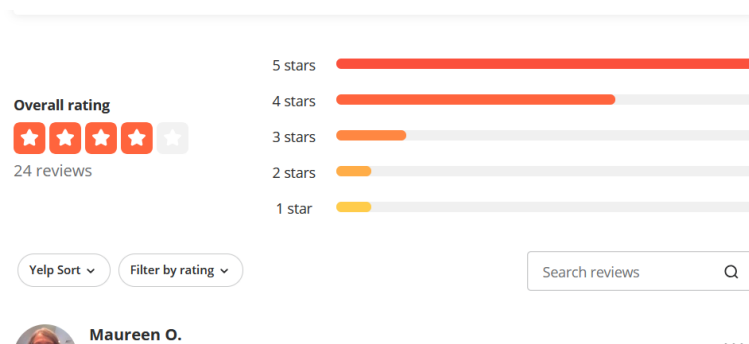 5 stars
4 stars
Overall rating
3 stars
24 reviews
2 stars
1 star
Yelp Sort
Filter by rating
Search reviews
Maureen O.